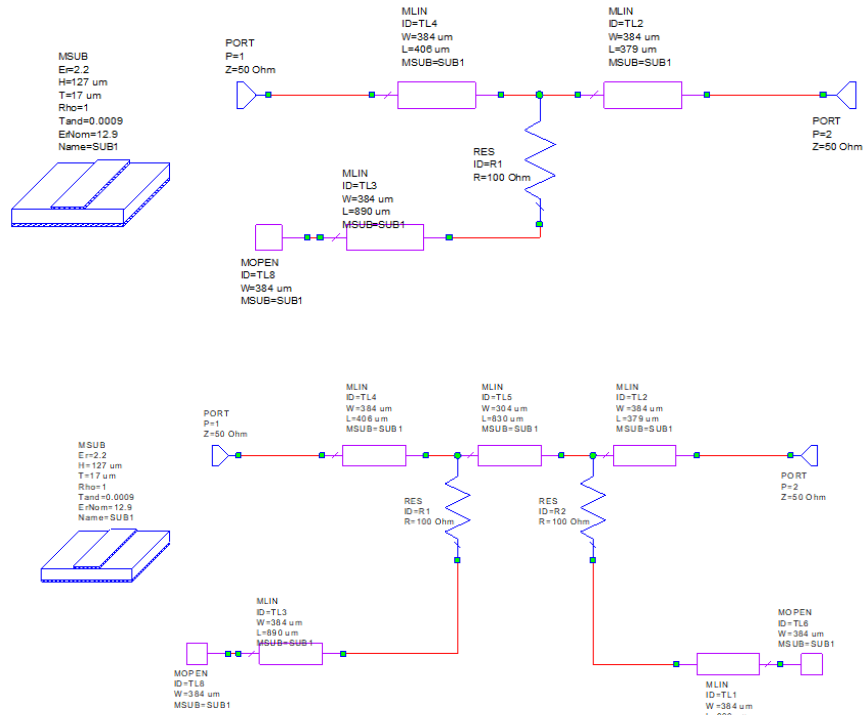 MSUB
Er=2.2
H=127 um
T=17 um
Rho=1
Tand=0.0009
ErNom=12.9
Name=SUB1
PORT
P=1
Z=50 Ohm
MLIN
ID=TL4
W=384 um
L=406 um
MSUB=SUB1
MLIN
ID=TL2
W=384 um
L=379 um
MSUB=SUB1
PORT
P=2
Z=50 Ohm
RES
ID=R1
R=100 Ohm
MLIN
ID=TL3
W=384 um
L=890 um
MSUB=SUB1
MOPEN
ID=TL8
W=384 um
MSUB=SUB1
MSUB
Er=2.2
H=127 um
T=17 um
Rho=1
Tand=0.0009
ErNom=12.9
Name=SUB1
PORT
P=1
Z=50 Ohm
MLIN
ID=TL4
W=384 um
L=406 um
MSUB=SUB1
MLIN
ID=TL5
W=304 um
L=830 um
MSUB=SUB1
MLIN
ID=TL2
W=384 um
L=379 um
MSUB=SUB1
PORT
P=2
Z=50 Ohm
RES
ID=R1
R=100 Ohm
RES
ID=R2
R=100 Ohm
MLIN
ID=TL3
W=384 um
L=890 um
MSUB=SUB1
MOPEN
ID=TL8
W=384 um
MSUB=SUB1
MOPEN
ID=TL6
W=384 um
MSUB=SUB1
MLIN
ID=TL1
W=384 um